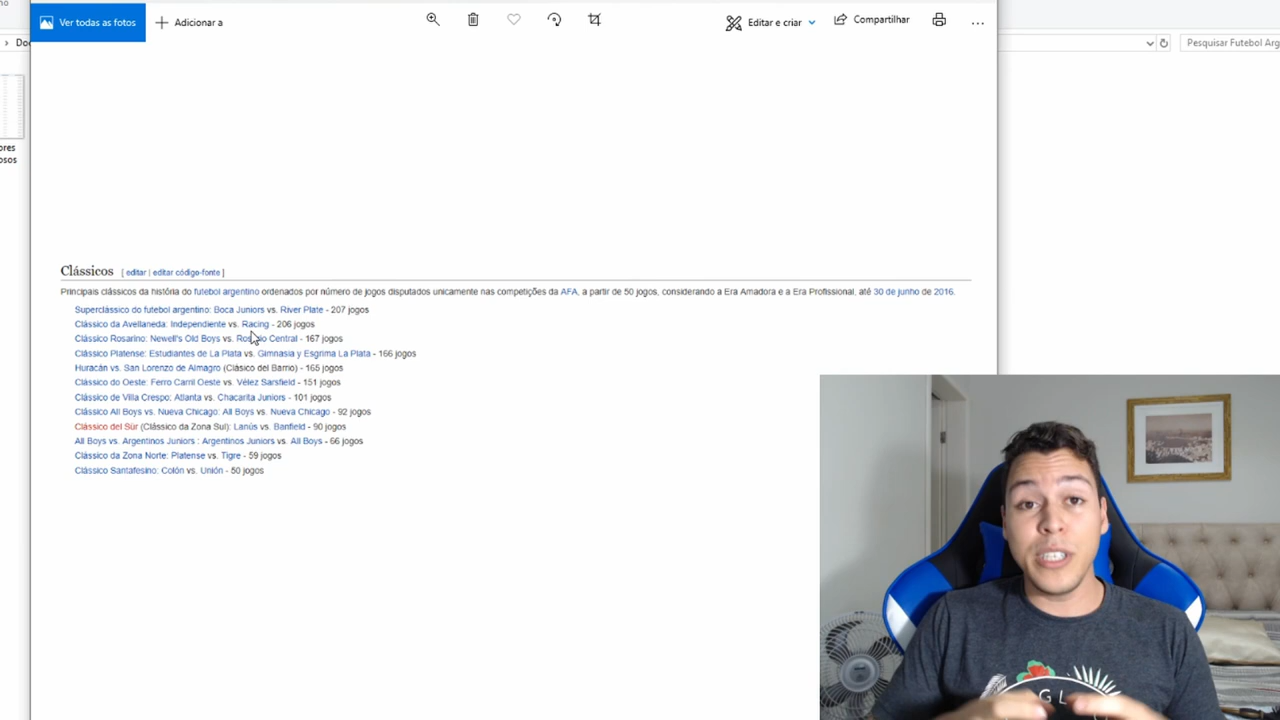 Ver todas as fotos
Adicionar a
Editar e criar
Compartilhar
...
Pesquisar Futebol Arg
ores
osos
Clássicos [ editar | editar código-fonte ]
Principais clássicos da história do futebol argentino ordenados por número de jogos disputados unicamente nas competições da AFA, a partir de 50 jogos, considerando a Era Amadora e a Era Profissional, até 30 de junho de 2016.
Superclássico do futebol argentino: Boca Juniors vs. River Plate - 207 jogos
Clássico da Avellaneda: Independiente vs. Racing - 206 jogos
Clássico Rosarino: Newell's Old Boys vs. Rosario Central - 167 jogos
Clássico Platense: Estudiantes de La Plata vs. Gimnasia y Esgrima La Plata - 166 jogos
Huracán vs. San Lorenzo de Almagro (Clásico del Barrio) - 165 jogos
Clássico do Oeste: Ferro Carril Oeste vs. Vélez Sarsfield - 151 jogos
Clássico de Villa Crespo: Atlanta vs. Chacarita Juniors - 101 jogos
Clássico All Boys vs. Nueva Chicago: All Boys vs. Nueva Chicago - 92 jogos
Clássico del Sur (Clássico da Zona Sul): Lanús vs. Banfield - 90 jogos
All Boys vs. Argentinos Juniors : Argentinos Juniors vs. All Boys - 66 jogos
Clássico da Zona Norte: Platense vs. Tigre - 59 jogos
Clássico Santafesino: Colón vs. Unión - 50 jogos